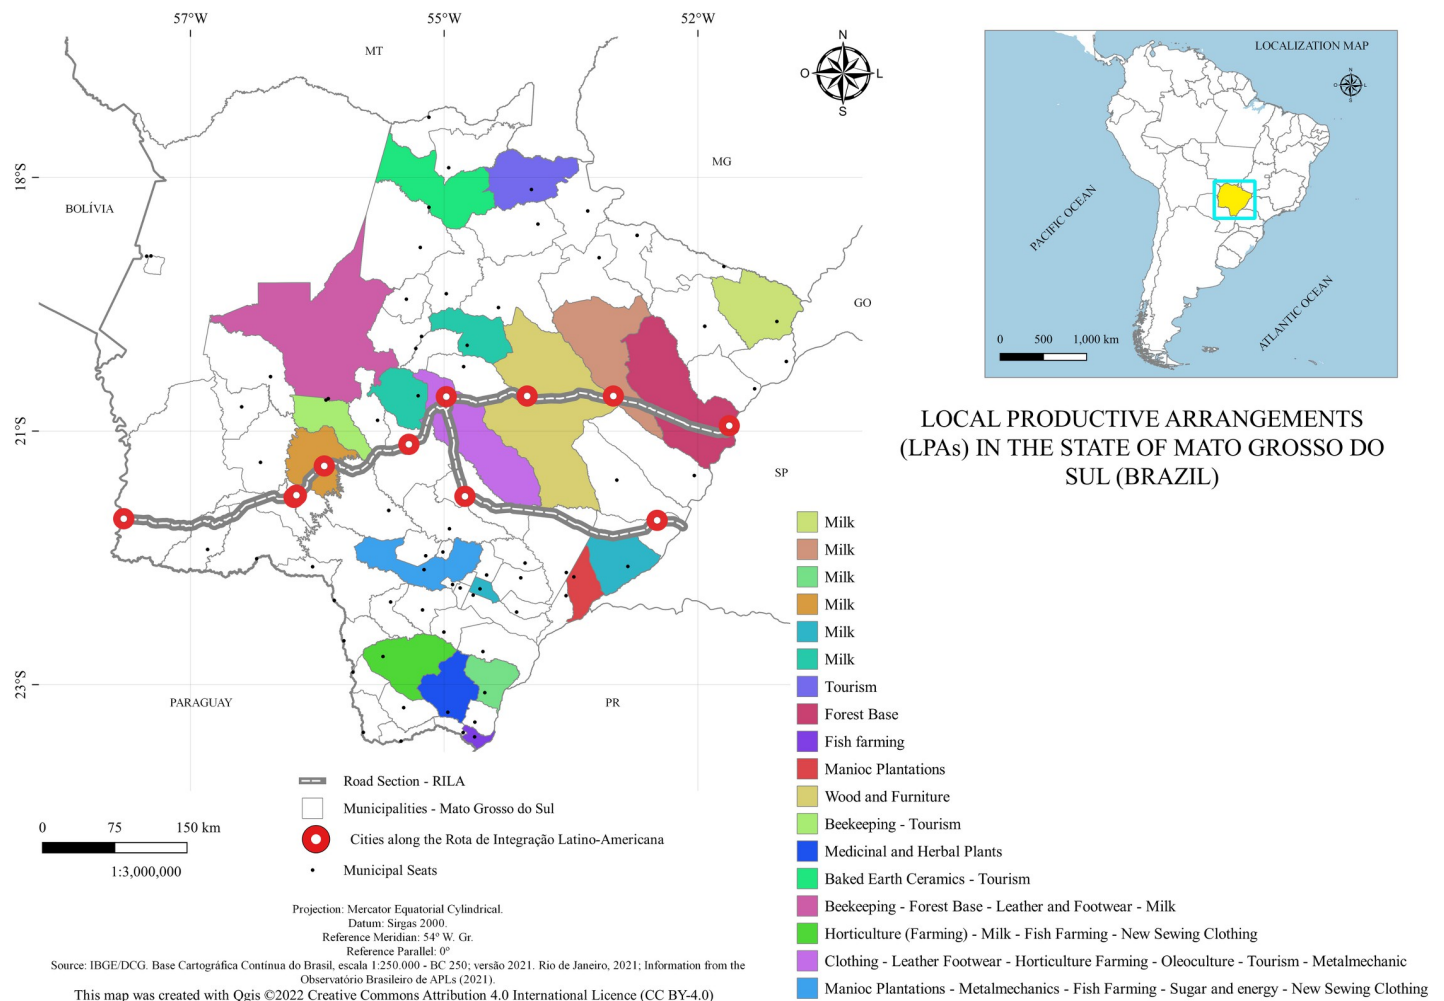 57°W
55°W
52°W
MT
N
O
L
S
MG
18°S
BOLÍVIA
GO
21°S
SP
23°S
PARAGUAY
PR
LOCALIZATION MAP
N
O
L
S
PACIFIC OCEAN
ATLANTIC OCEAN
0 500 1,000 km
LOCAL PRODUCTIVE ARRANGEMENTS
(LPAs) IN THE STATE OF MATO GROSSO DO
SUL (BRAZIL)
Milk
Milk
Milk
Milk
Milk
Milk
Tourism
Forest Base
Fish farming
Manioc Plantations
Wood and Furniture
Beekeeping - Tourism
Medicinal and Herbal Plants
Baked Earth Ceramics - Tourism
Beekeeping - Forest Base - Leather and Footwear - Milk
Horticulture (Farming) - Milk - Fish Farming - New Sewing Clothing
Clothing - Leather Footwear - Horticulture Farming - Oleoculture - Tourism - Metalmechanic
Manioc Plantations - Metalmechanics - Fish Farming - Sugar and energy - New Sewing Clothing
Road Section - RILA
Municipalities - Mato Grosso do Sul
Cities along the Rota de Integração Latino-Americana
Municipal Seats
0 75 150 km
1:3,000,000
Projection: Mercator Equatorial Cylindrical.
Datum: Sirgas 2000.
Reference Meridian: 54° W. Gr.
Reference Parallel: 0°
Source: IBGE/DCG. Base Cartográfica Contínua do Brasil, escala 1:250.000 - BC 250; versão 2021. Rio de Janeiro, 2021; Information from the
Observatório Brasileiro de APLs (2021).
This map was created with Qgis ©2022 Creative Commons Attribution 4.0 International Licence (CC BY-4.0)